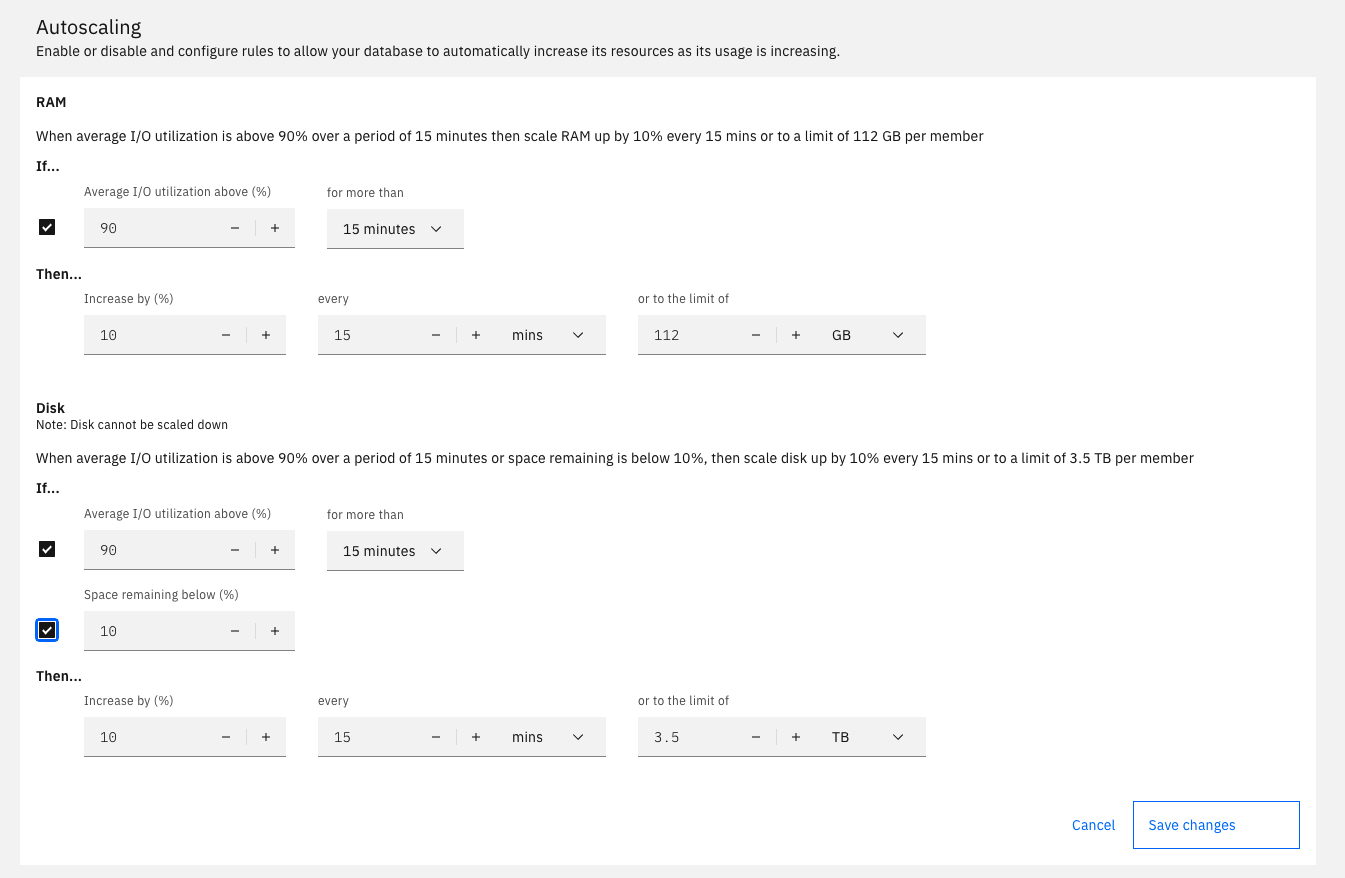 Autoscaling
Enable or disable and configure rules to allow your database to automatically increase its resources as its usage is increasing.
RAM
When average I/O utilization is above 90% over a period of 15 minutes then scale RAM up by 10% every 15 mins or to a limit of 112 GB per member
If...
Average I/O utilization above (%) for more than
90 − + 15 minutes
Then...
Increase by (%) every or to the limit of
10 − + 15 − + mins 112 − + GB
Disk
Note: Disk cannot be scaled down
When average I/O utilization is above 90% over a period of 15 minutes or space remaining is below 10%, then scale disk up by 10% every 15 mins or to a limit of 3.5 TB per member
If...
Average I/O utilization above (%) for more than
90 − + 15 minutes
Space remaining below (%)
10 − +
Then...
Increase by (%) every or to the limit of
10 − + 15 − + mins 3.5 − + TB
Cancel Save changes